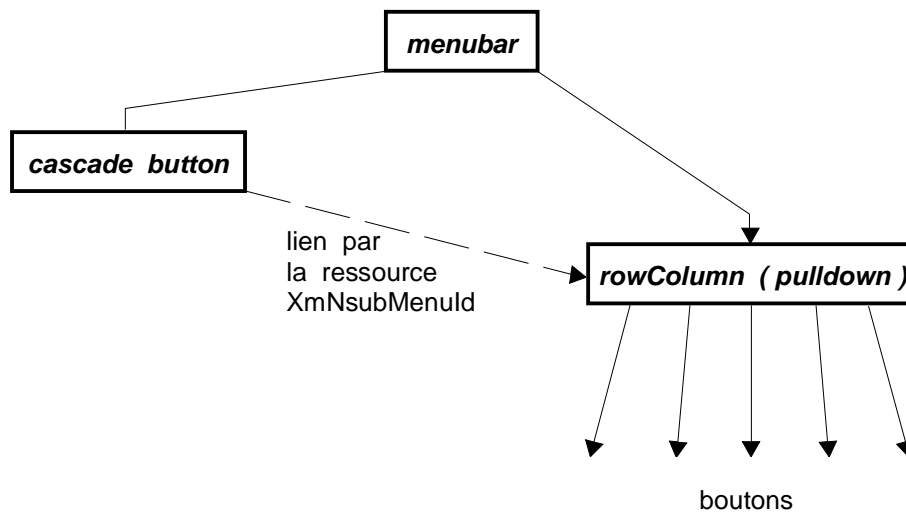 menubar
cascade button
lien par
la ressource
XmNsubMenuId
rowColumn ( pulldown )
boutons